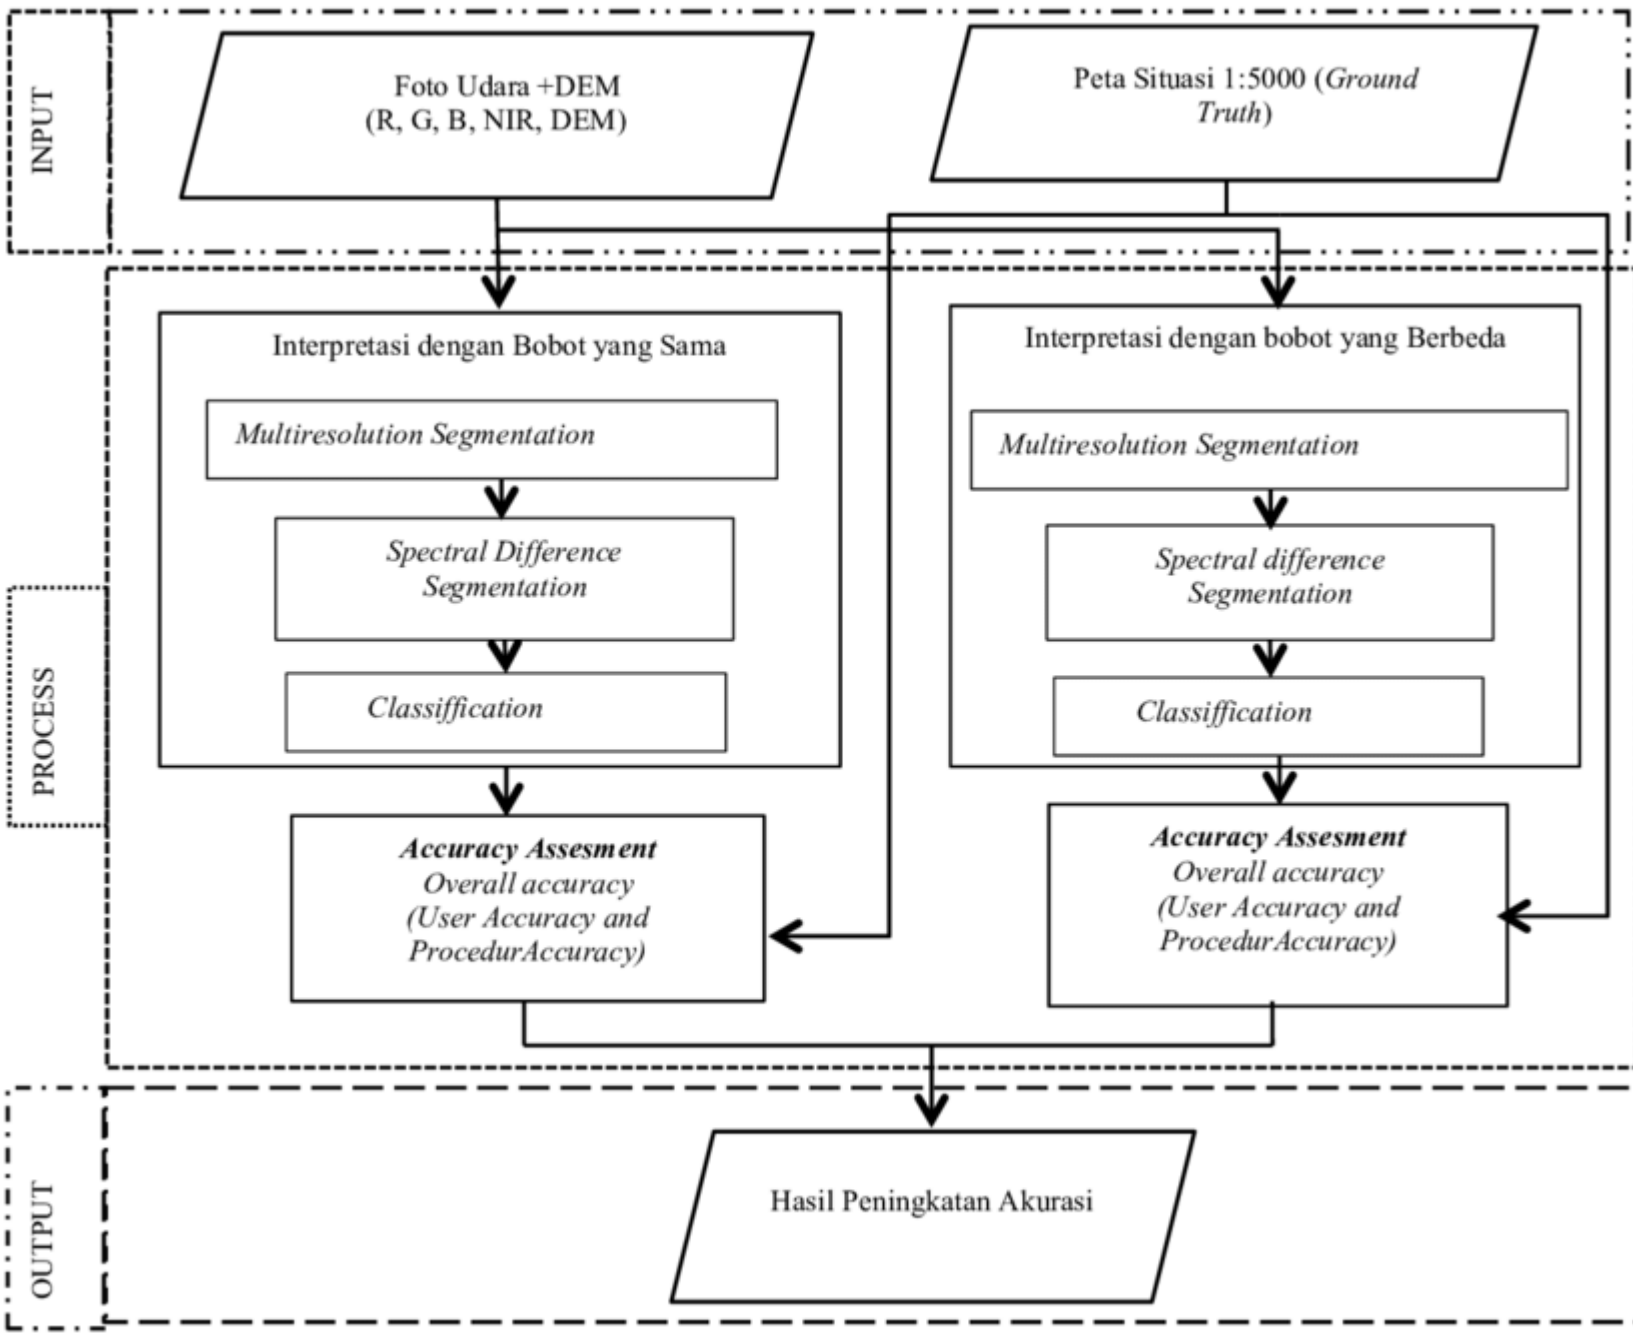 INPUT
Foto Udara +DEM
(R, G, B, NIR, DEM)
Peta Situasi 1:5000 (Ground
Truth)
PROCESS
Interpretasi dengan Bobot yang Sama
Multiresolution Segmentation
Spectral Difference
Segmentation
Classiffication
Accuracy Assesment
Overall accuracy
(User Accuracy and
ProcedurAccuracy)
Interpretasi dengan bobot yang Berbeda
Multiresolution Segmentation
Spectral difference
Segmentation
Classiffication
Accuracy Assesment
Overall accuracy
(User Accuracy and
ProcedurAccuracy)
OUTPUT
Hasil Peningkatan Akurasi